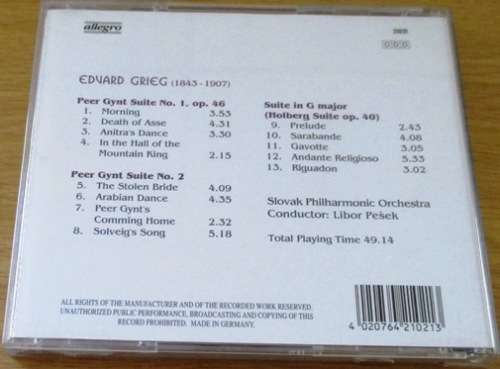 allegro
DDD
EDVARD GRIEG (1843-1907)
Peer Gynt Suite No. 1, op. 46
1. Morning 3.53
2. Death of Asse 4.31
3. Anitra's Dance 3.30
4. In the Hall of the
Mountain King 2.15
Peer Gynt Suite No. 2
5. The Stolen Bride 4.09
6. Arabian Dance 4.35
7. Peer Gynt's
Comming Home 2.32
8. Solveig's Song 5.18
Suite in G major
(Holberg Suite op. 40)
9. Prelude 2.43
10. Sarabande 4.08
11. Gavotte 3.05
12. Andante Religioso 5.33
13. Riguadon 3.02
Slovak Philharmonic Orchestra
Conductor: Libor Pešek
Total Playing Time 49.14
ALL RIGHTS OF THE MANUFACTURER AND OF THE RECORDED WORK RESERVED.
UNAUTHORIZED PUBLIC PERFORMANCE, BROADCASTING AND COPYING OF THIS
RECORD PROHIBITED. MADE IN GERMANY.
4 020764 210213